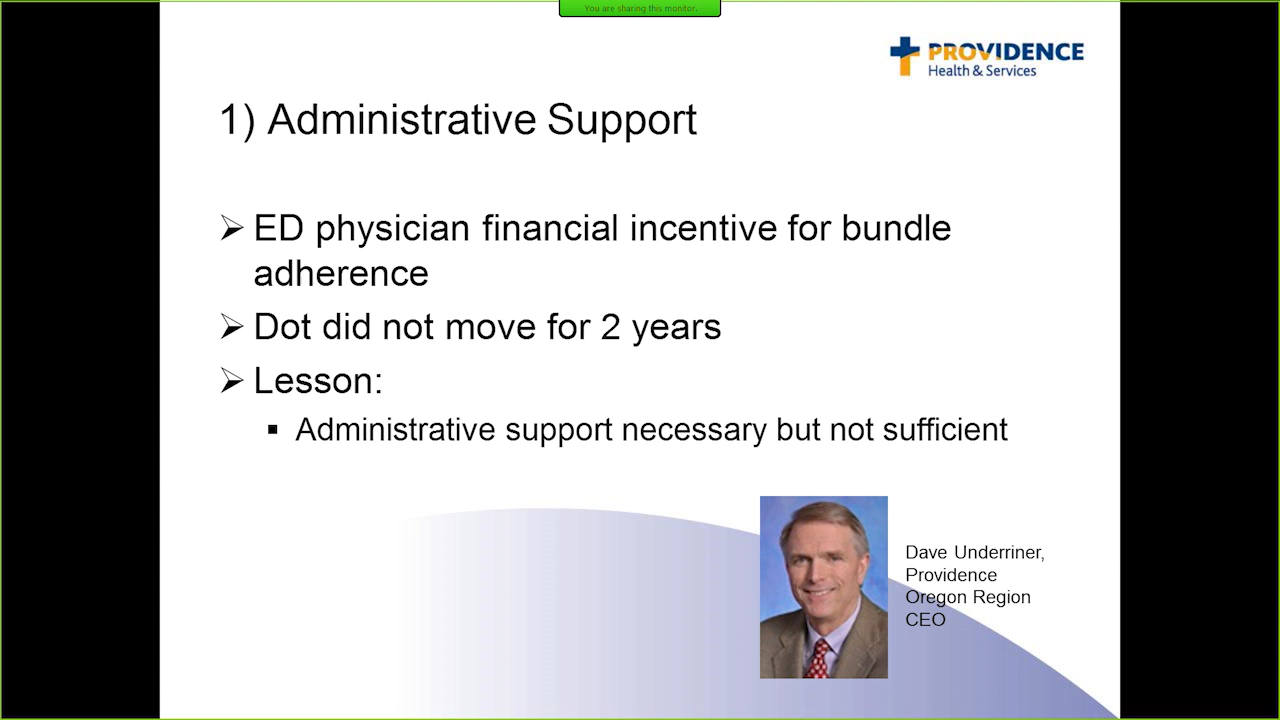 You are sharing this monitor.
PROVIDENCE
Health & Services
1) Administrative Support
ED physician financial incentive for bundle
adherence
Dot did not move for 2 years
Lesson:
Administrative support necessary but not sufficient
Dave Underriner,
Providence
Oregon Region
CEO